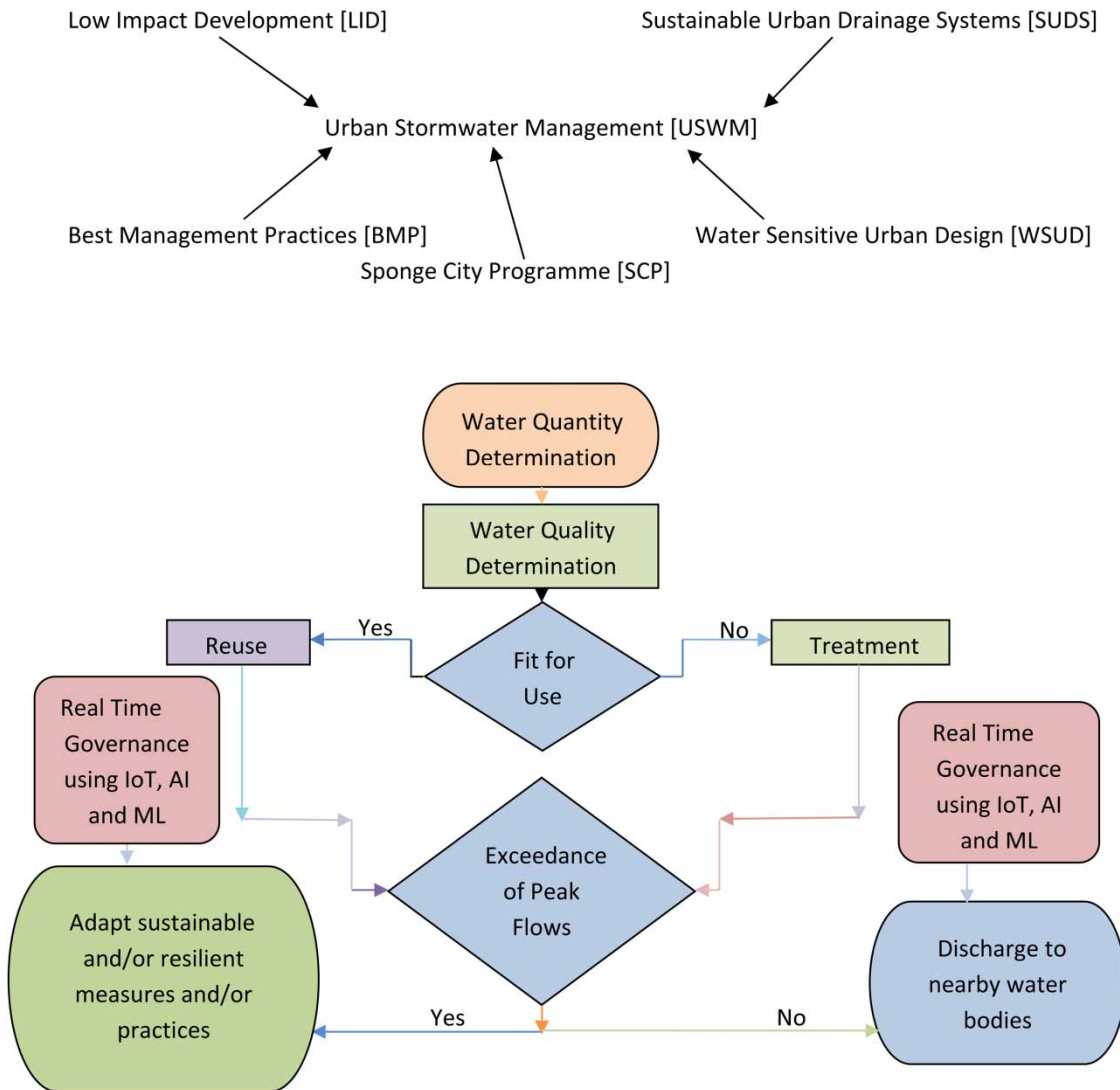 Low Impact Development [LID]
Sustainable Urban Drainage Systems [SUDS]
Urban Stormwater Management [USWM]
Best Management Practices [BMP]
Water Sensitive Urban Design [WSUD]
Sponge City Programme [SCP]
Water Quantity
Determination
Water Quality
Determination
Yes
No
Reuse
Fit for
Use
Treatment
Real Time
Governance
using IoT, AI
and ML
Real Time
Governance
using IoT, AI
and ML
Exceedance
of Peak
Flows
Adapt sustainable
and/or resilient
measures and/or
practices
Discharge to
nearby water
bodies
Yes
No